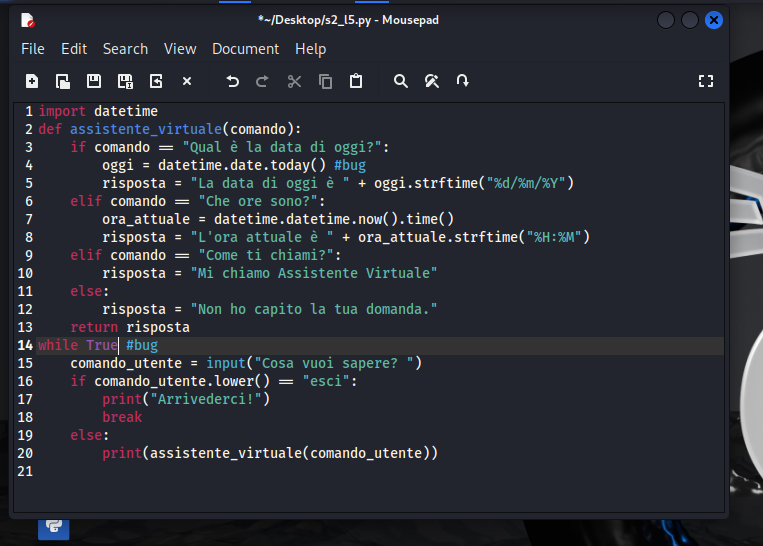 *~/Desktop/s2_l5.py - Mousepad
File Edit Search View Document Help
1 import datetime
2 def assistente_virtuale(comando):
3     if comando == "Qual è la data di oggi?":
4         oggi = datetime.date.today() #bug
5         risposta = "La data di oggi è " + oggi.strftime("%d/%m/%Y")
6     elif comando == "Che ore sono?":
7         ora_attuale = datetime.datetime.now().time()
8         risposta = "L'ora attuale è " + ora_attuale.strftime("%H:%M")
9     elif comando == "Come ti chiami?":
10         risposta = "Mi chiamo Assistente Virtuale"
11     else:
12         risposta = "Non ho capito la tua domanda."
13     return risposta
14 while True #bug
15     comando_utente = input("Cosa vuoi sapere? ")
16     if comando_utente.lower() == "esci":
17         print("Arrivederci!")
18         break
19     else:
20         print(assistente_virtuale(comando_utente))
21